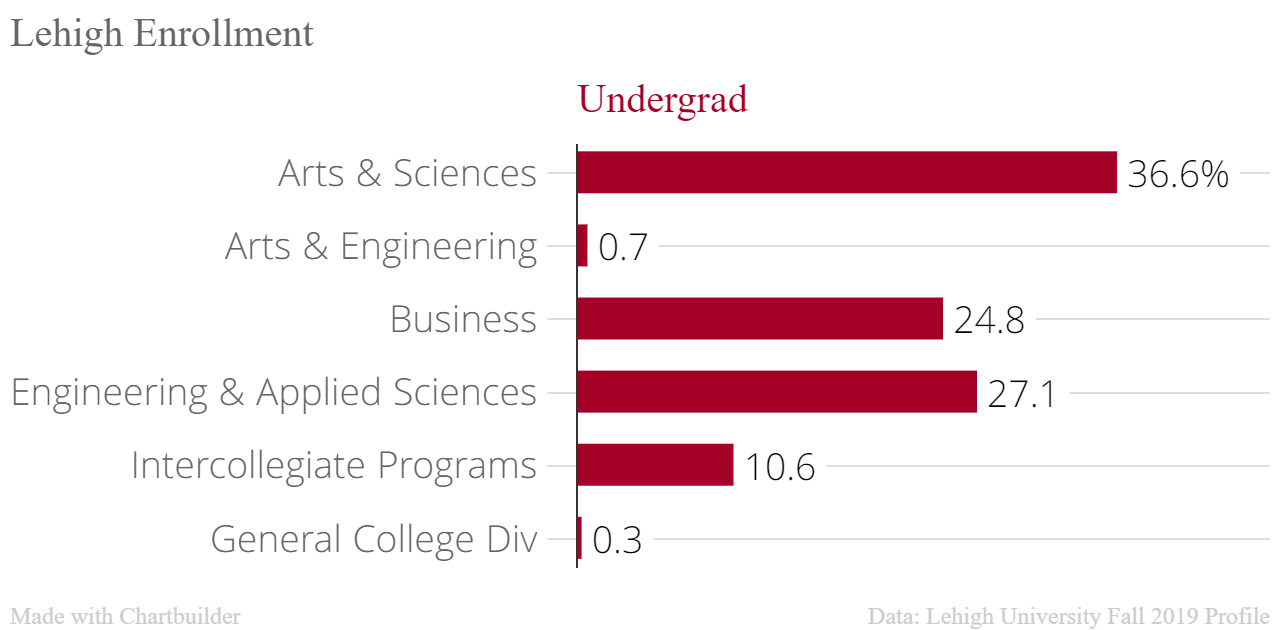 Lehigh Enrollment
Undergrad
Arts & Sciences 36.6%
Arts & Engineering 0.7
Business 24.8
Engineering & Applied Sciences 27.1
Intercollegiate Programs 10.6
General College Div 0.3
Made with Chartbuilder Data: Lehigh University Fall 2019 Profile